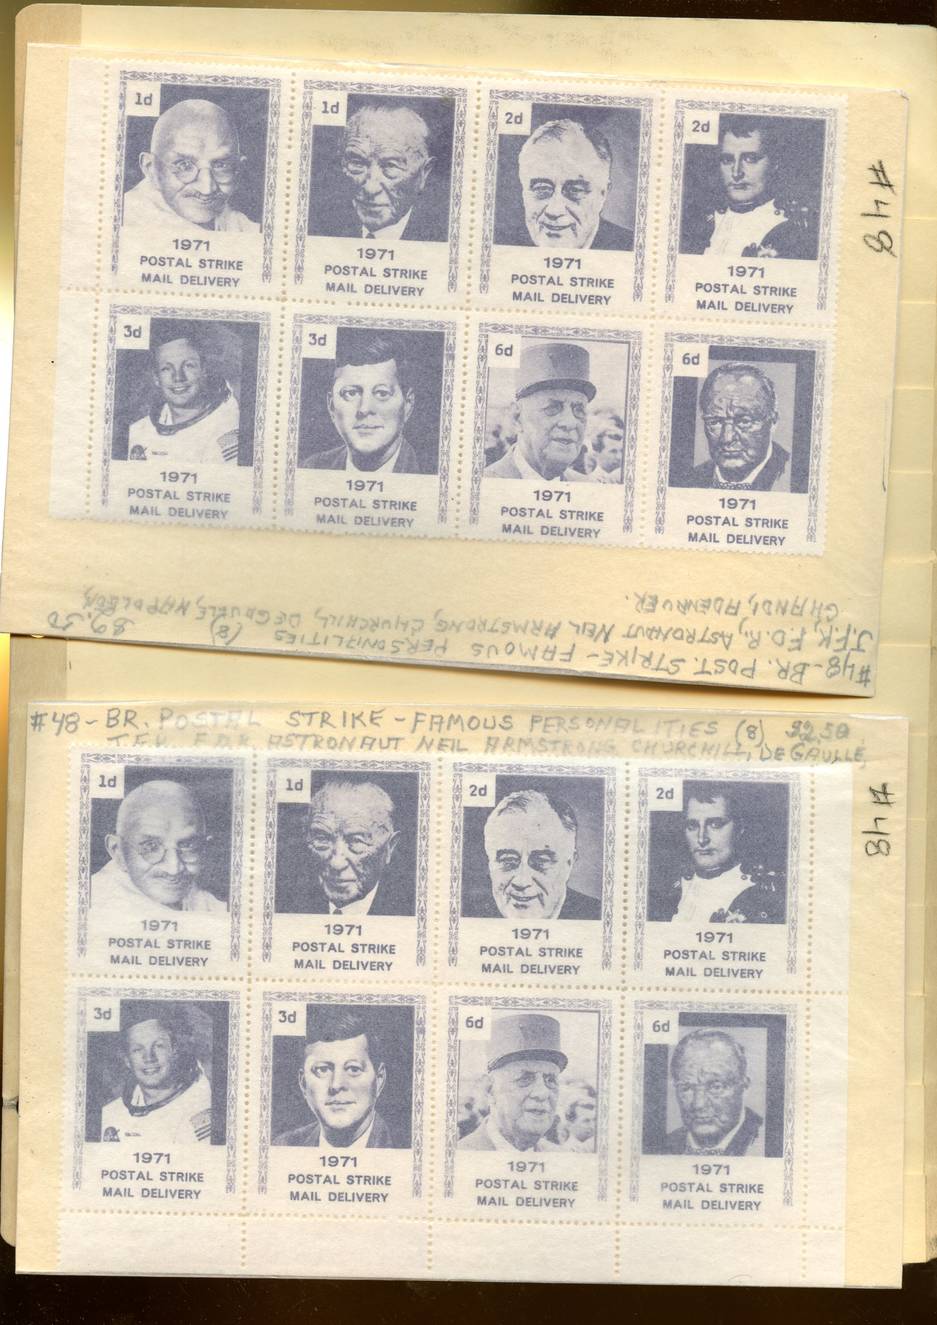 1d 1d 2d 2d
1971 1971 1971 1971
POSTAL STRIKE POSTAL STRIKE POSTAL STRIKE POSTAL STRIKE
MAIL DELIVERY MAIL DELIVERY MAIL DELIVERY MAIL DELIVERY
3d 3d 6d 6d
1971 1971 1971 1971
POSTAL STRIKE POSTAL STRIKE POSTAL STRIKE POSTAL STRIKE
MAIL DELIVERY MAIL DELIVERY MAIL DELIVERY MAIL DELIVERY
#48
#48-BR. POST. STRIKE-FAMOUS PERSONILITIES (8)
J.F.K, F.D.R., ASTRONAUT NEIL ARMSTRONG, CHURCHILL, DEGAULE, NAPOLEON,
GHANDI, ADENAUER.
#48-BR. POSTAL STRIKE-FAMOUS PERSONALITIES (8)
J.F.K. F.D.R. ASTRONAUT NEIL ARMSTRONG CHURCHILL, DEGAULLE,
1d 1d 2d 2d
1971 1971 1971 1971
POSTAL STRIKE POSTAL STRIKE POSTAL STRIKE POSTAL STRIKE
MAIL DELIVERY MAIL DELIVERY MAIL DELIVERY MAIL DELIVERY
3d 3d 6d 6d
1971 1971 1971 1971
POSTAL STRIKE POSTAL STRIKE POSTAL STRIKE POSTAL STRIKE
MAIL DELIVERY MAIL DELIVERY MAIL DELIVERY MAIL DELIVERY
#48